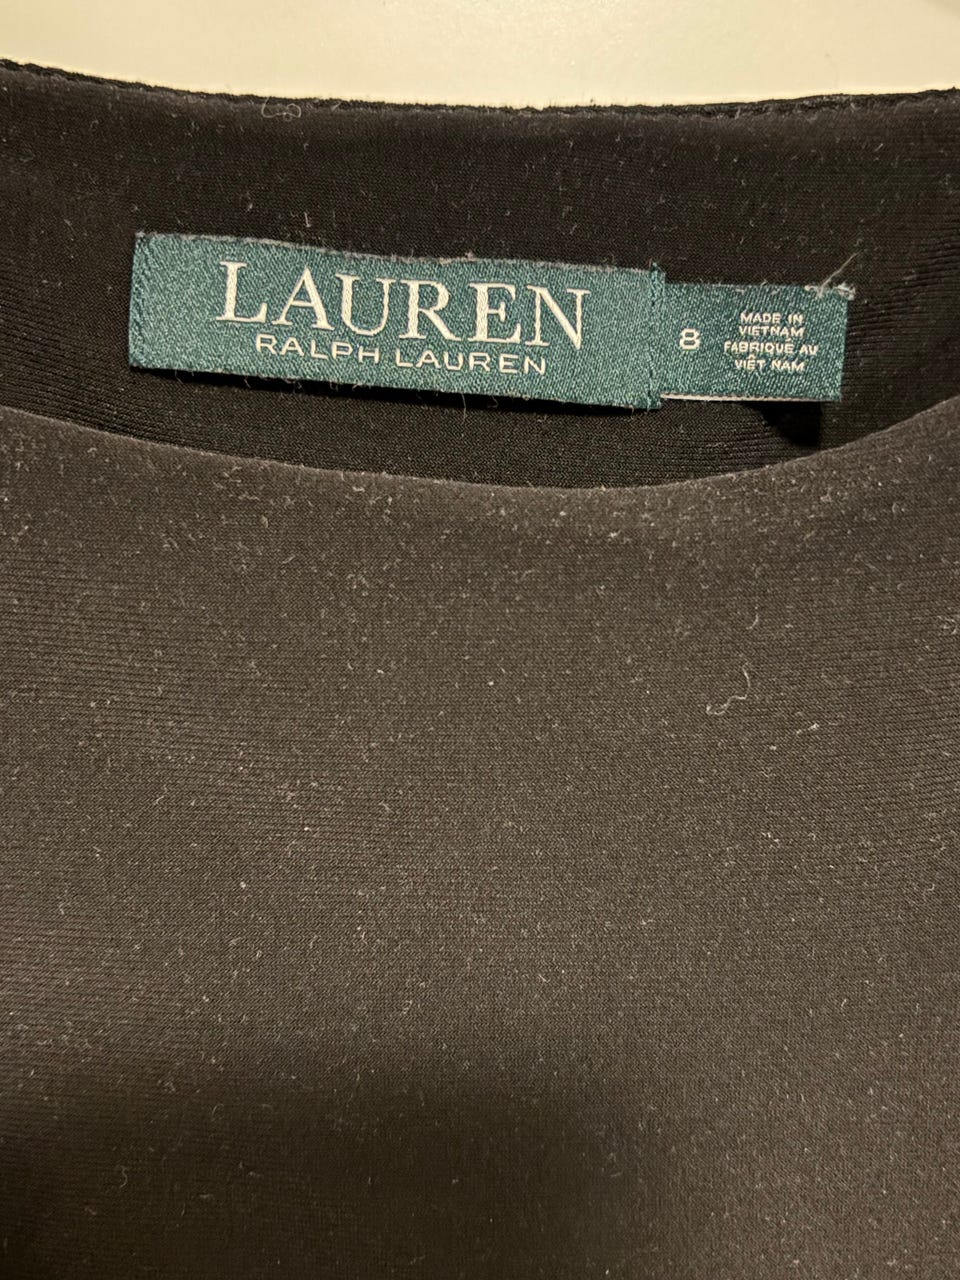 LAUREN
RALPH LAUREN
8
MADE IN
VIETNAM
FABRIQUÉ AU
VIÊT NAM